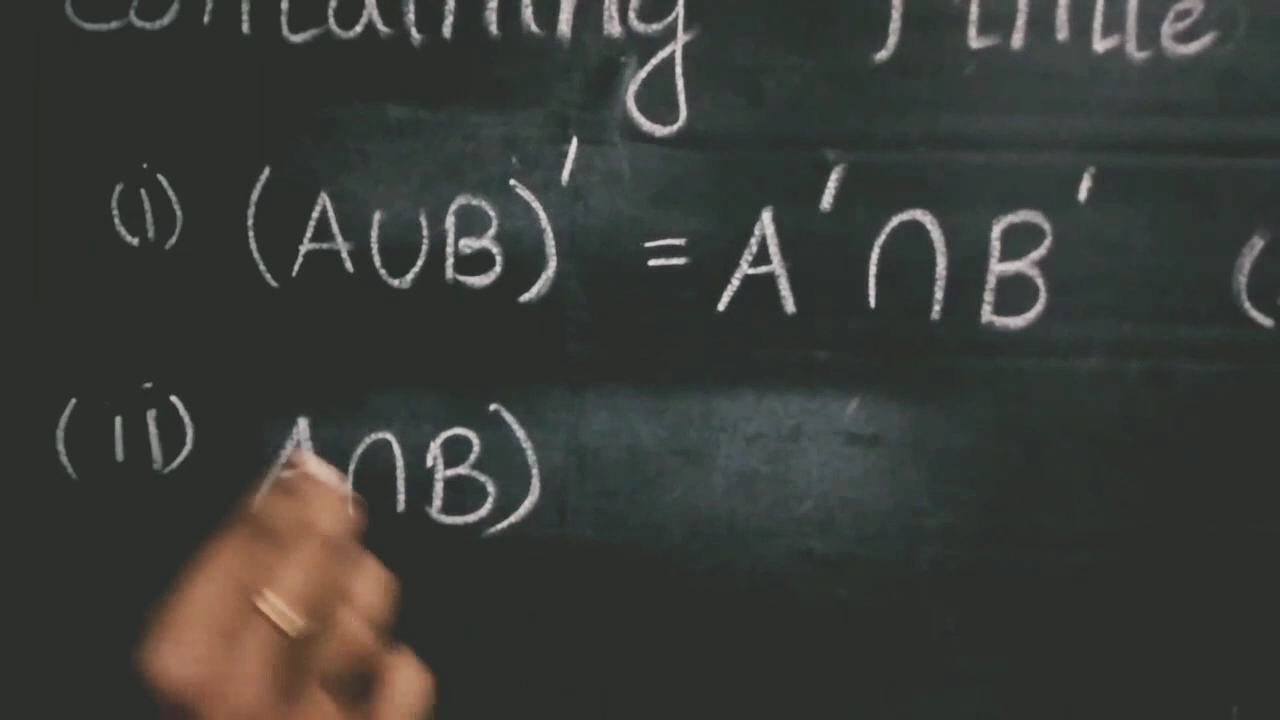 containing finite
(i) (A∪B)' = A' ∩ B' (
(ii) A∩B)